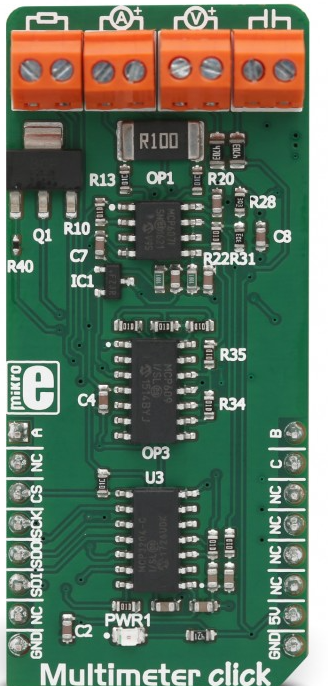 A+ V+
R100
R13 OP1 R20
R28
Q1 R10
C7 C8
R40
IC1 R22R31
R35
mikro e
C4 R34
OP3
A B
U3
NC C
CS NC
SCK NC
SDO NC
SDI NC
NC 5V
PWR1
GND C2 GND
Multimeter click